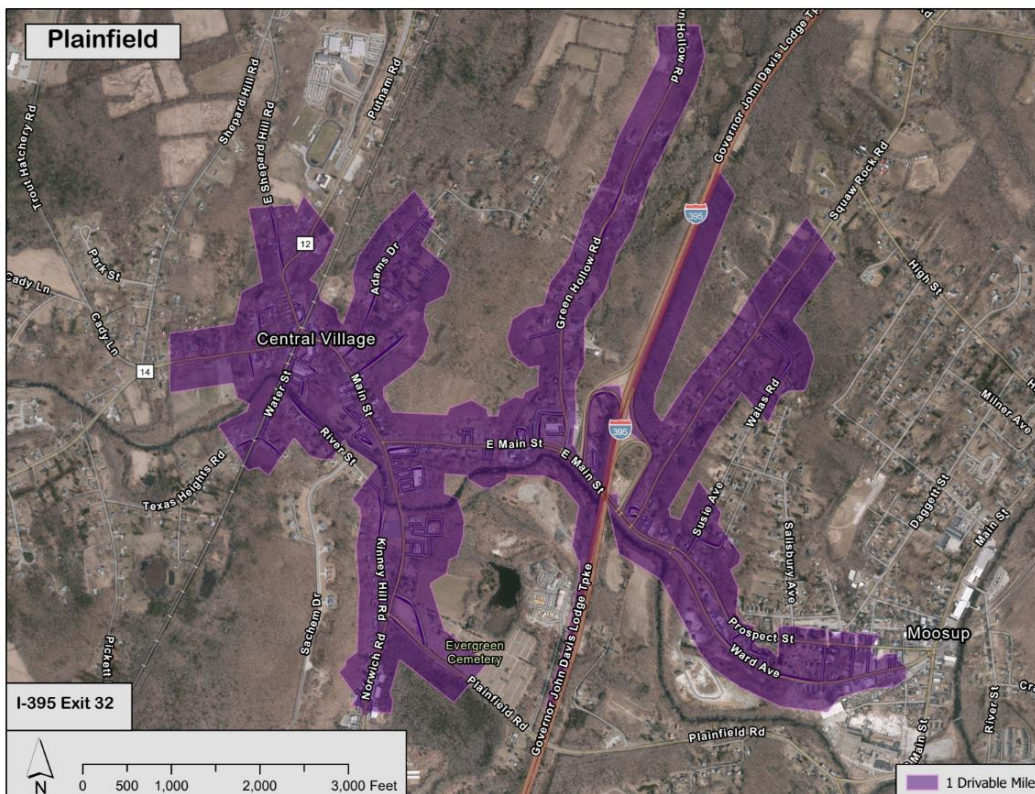 Plainfield
Trout Hatchery Rd
Shepard Hill Rd
E Shepard Hill Rd
Putnam Rd
Hollow Rd
Governor John Davis Lodge Tpke
Squaw Rock Rd
High St
395
12
Adams Dr
Green Hollow Rd
Park St
Cady Ln
Cady Ln
14
Central Village
Water St
Main St
River St
E Main St
E Main St
395
Walas Rd
Milner Ave
Daggett St
Main St
Susie Ave
Salisbury Ave
Texas Heights Rd
Kinney Hill Rd
Sachem Dr
Norwich Rd
Evergreen
Cemetery
Plainfield Rd
Governor John Davis Lodge Tpke
Prospect St
Ward Ave
Moosup
Pickett
River St
Main St
Plainfield Rd
I-395 Exit 32
N
0 500 1,000 2,000 3,000 Feet
1 Drivable Mile